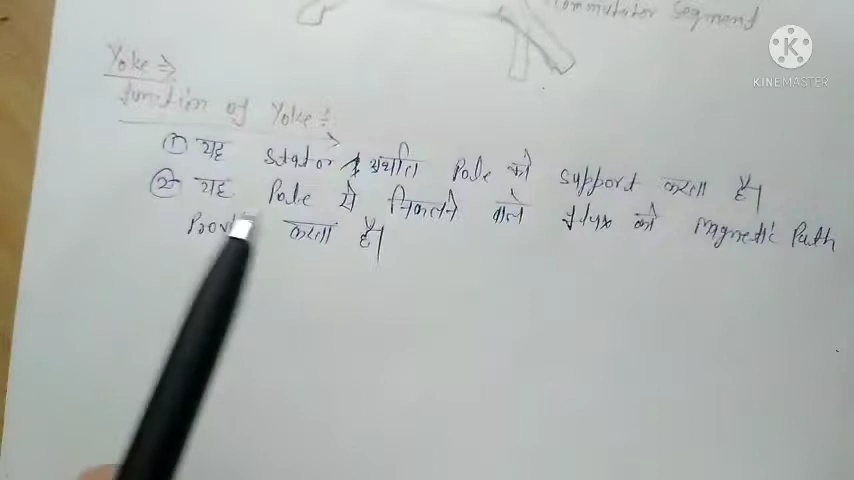 Commutator Segment
KINEMASTER
Yoke ⇒
function of Yoke ÷
① यह stator अर्थात Pole को support करता है।
② यह Pole से निकलने वाले flux को magnetic Path
करता है।